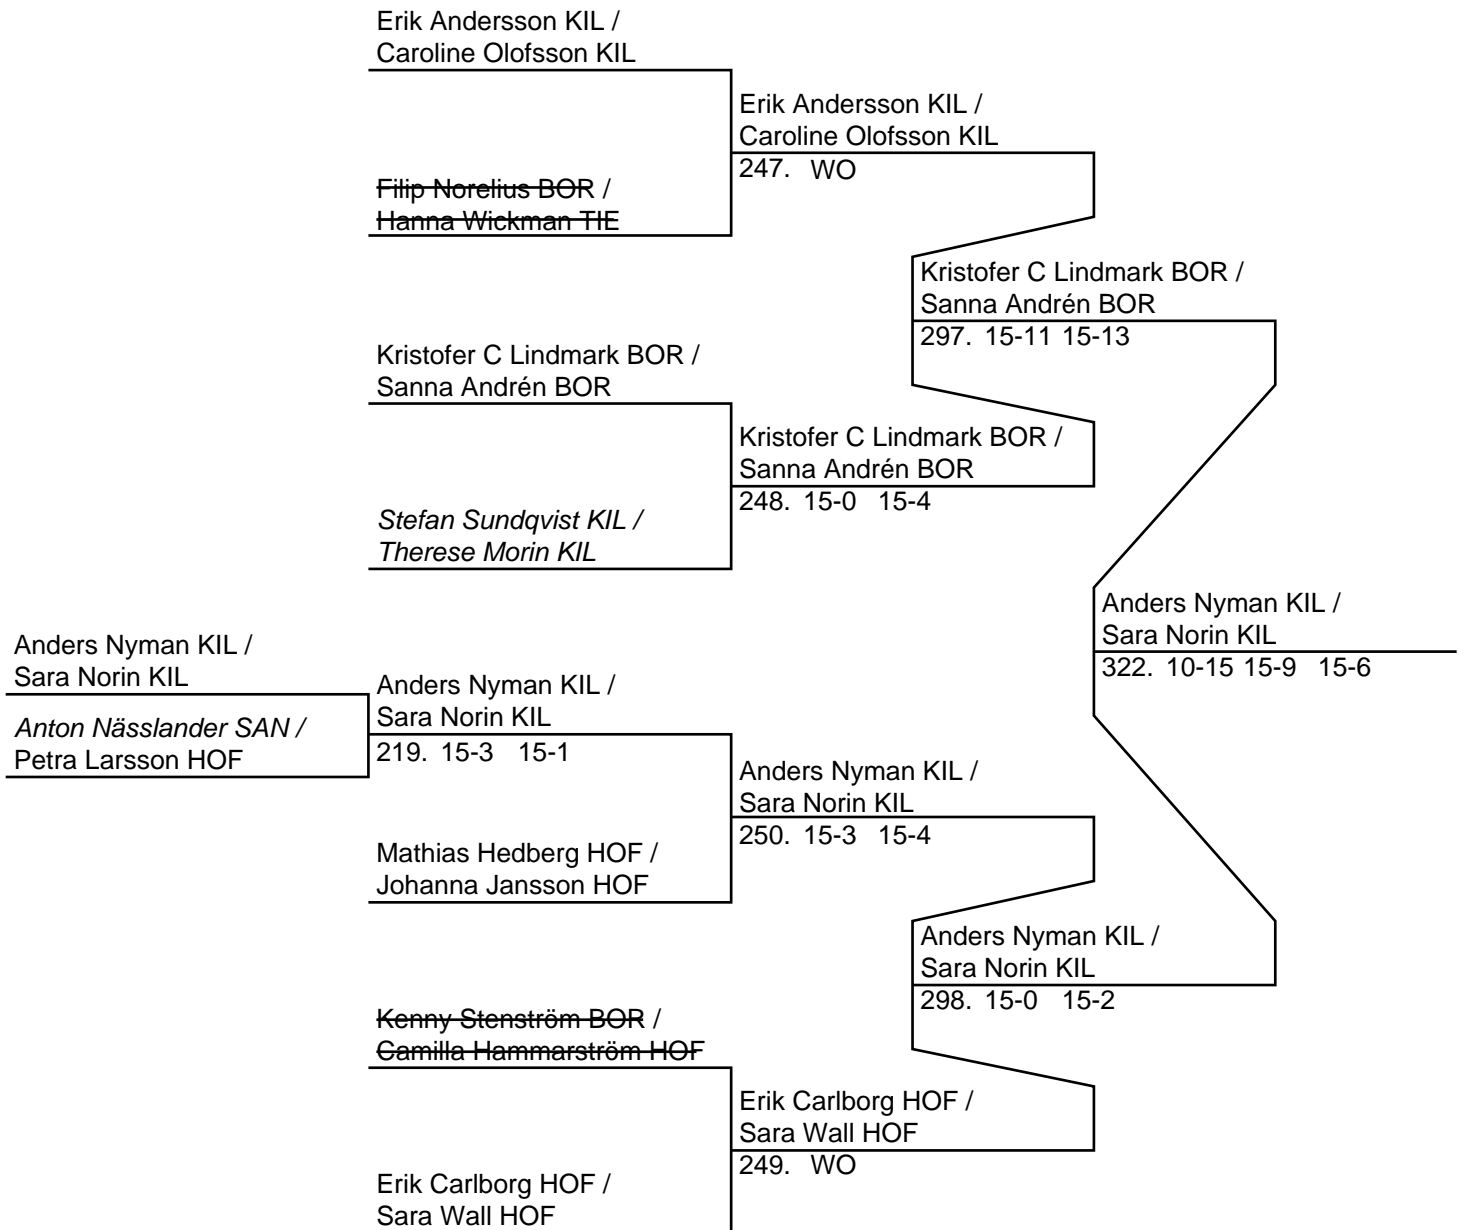 Erik Andersson KIL /
Caroline Olofsson KIL
Erik Andersson KIL /
Caroline Olofsson KIL
247. WO
Filip Norelius BOR /
Hanna Wickman TIE
Kristofer C Lindmark BOR /
Sanna Andrén BOR
297. 15-11 15-13
Kristofer C Lindmark BOR /
Sanna Andrén BOR
Kristofer C Lindmark BOR /
Sanna Andrén BOR
248. 15-0 15-4
Stefan Sundqvist KIL /
Therese Morin KIL
Anders Nyman KIL /
Sara Norin KIL
322. 10-15 15-9 15-6
Anders Nyman KIL /
Sara Norin KIL
Anders Nyman KIL /
Sara Norin KIL
219. 15-3 15-1
Anton Nässlander SAN /
Petra Larsson HOF
Anders Nyman KIL /
Sara Norin KIL
250. 15-3 15-4
Mathias Hedberg HOF /
Johanna Jansson HOF
Anders Nyman KIL /
Sara Norin KIL
298. 15-0 15-2
Kenny Stenström BOR /
Camilla Hammarström HOF
Erik Carlborg HOF /
Sara Wall HOF
249. WO
Erik Carlborg HOF /
Sara Wall HOF